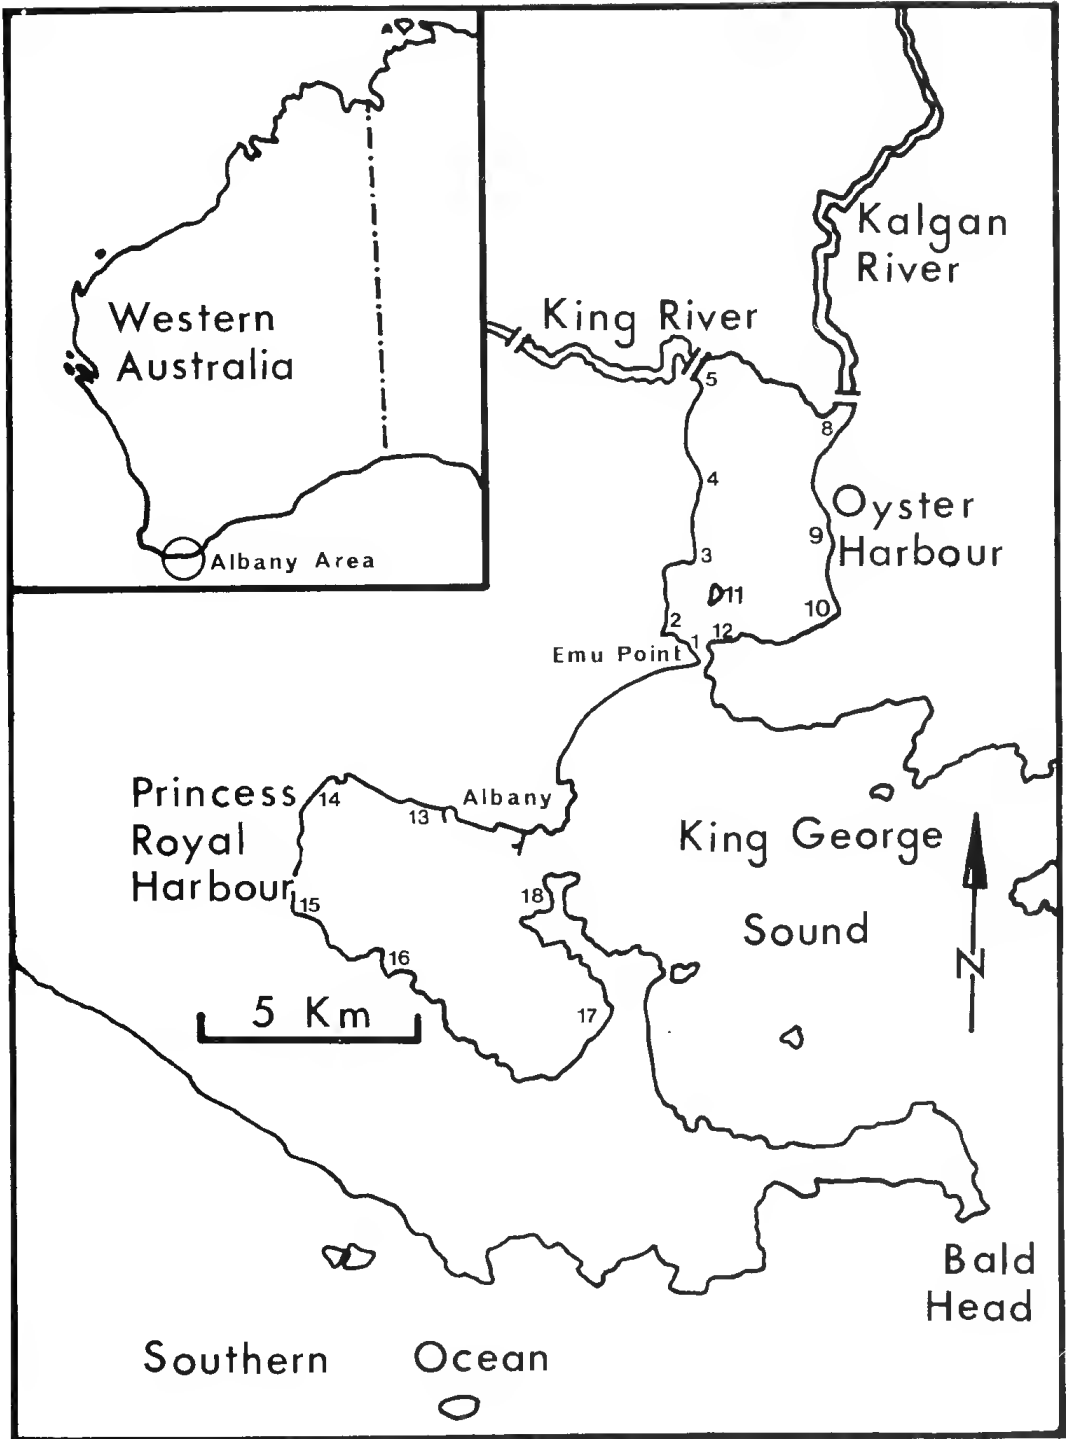 Western
Australia
Albany Area
Kalgan
River
King River
5
8
4
Oyster
Harbour
9
3
11
10
2
1
12
Emu Point
Princess
Royal
Harbour
14
13
Albany
King George
Sound
18
15
16
17
5 Km
N
Bald
Head
Southern Ocean